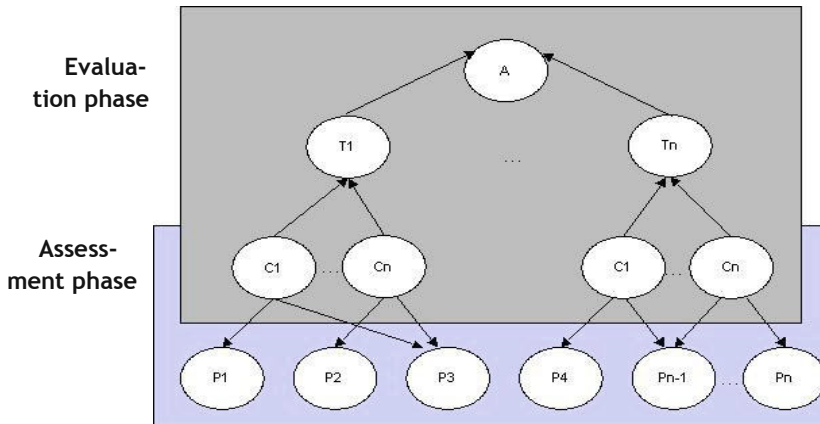 Evalua-
tion phase
A
T1
...
Tn
Assess-
ment phase
C1 ... Cn
C1 ... Cn
P1 P2 P3 P4 Pn-1 ... Pn